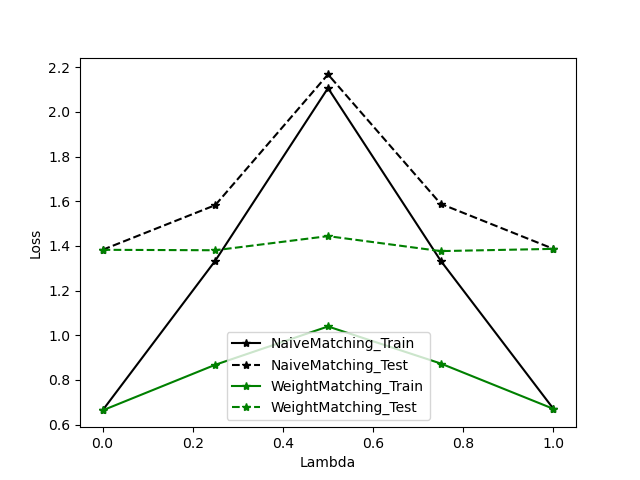 2.2
2.0
1.8
1.6
1.4
1.2
1.0
0.8
0.6
Loss
NaiveMatching_Train
NaiveMatching_Test
WeightMatching_Train
WeightMatching_Test
0.0 0.2 0.4 0.6 0.8 1.0
Lambda